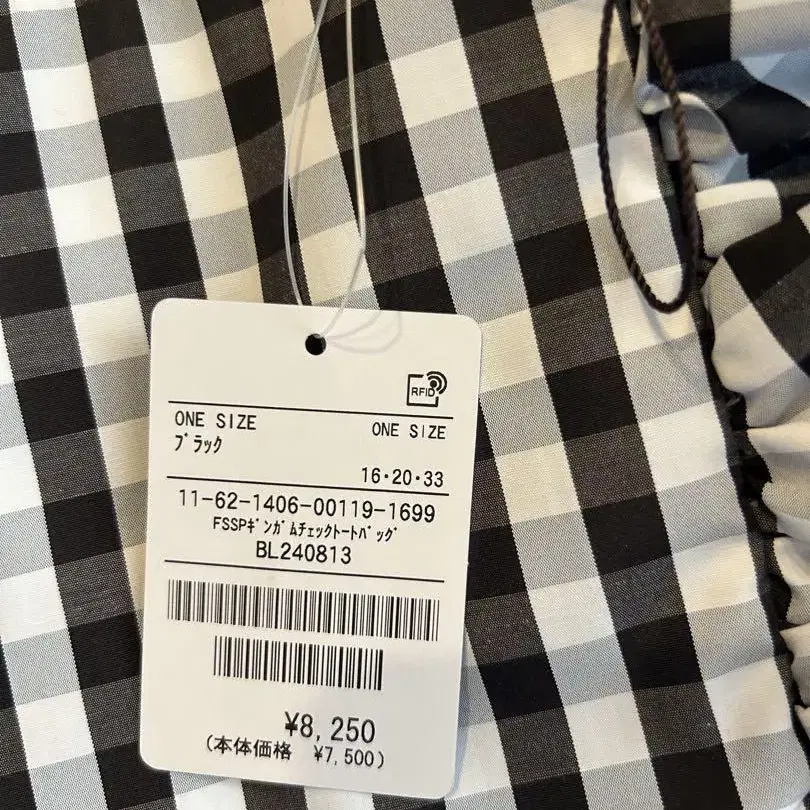 RFID
ONE SIZE ONE SIZE
ﾌﾞﾗｯｸ
16・20・33
11-62-1406-00119-1699
FSSPｷﾞﾝｶﾞﾑﾁｪｯｸﾄｰﾄﾊﾞｯｸﾞ
BL240813
¥8,250
(本体価格 ¥7,500)